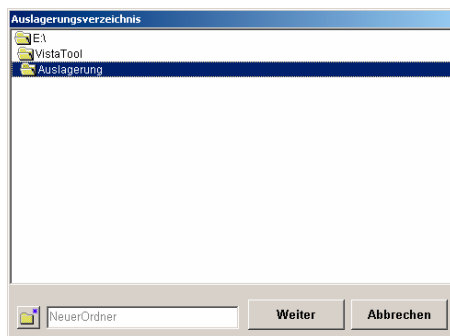 Auslagerungsverzeichnis
E:\
VistaTool
Auslagerung
NeuerOrdner
Weiter
Abbrechen